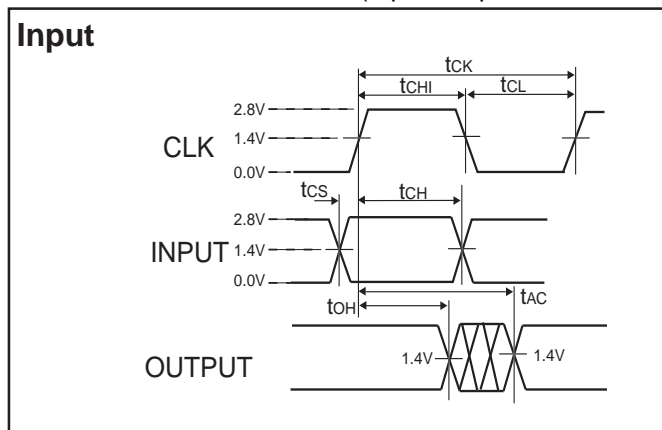 Input
tCK
tCHI
tCL
2.8V
1.4V
CLK
0.0V
tCS
tCH
2.8V
INPUT
1.4V
0.0V
tAC
tOH
1.4V
1.4V
OUTPUT